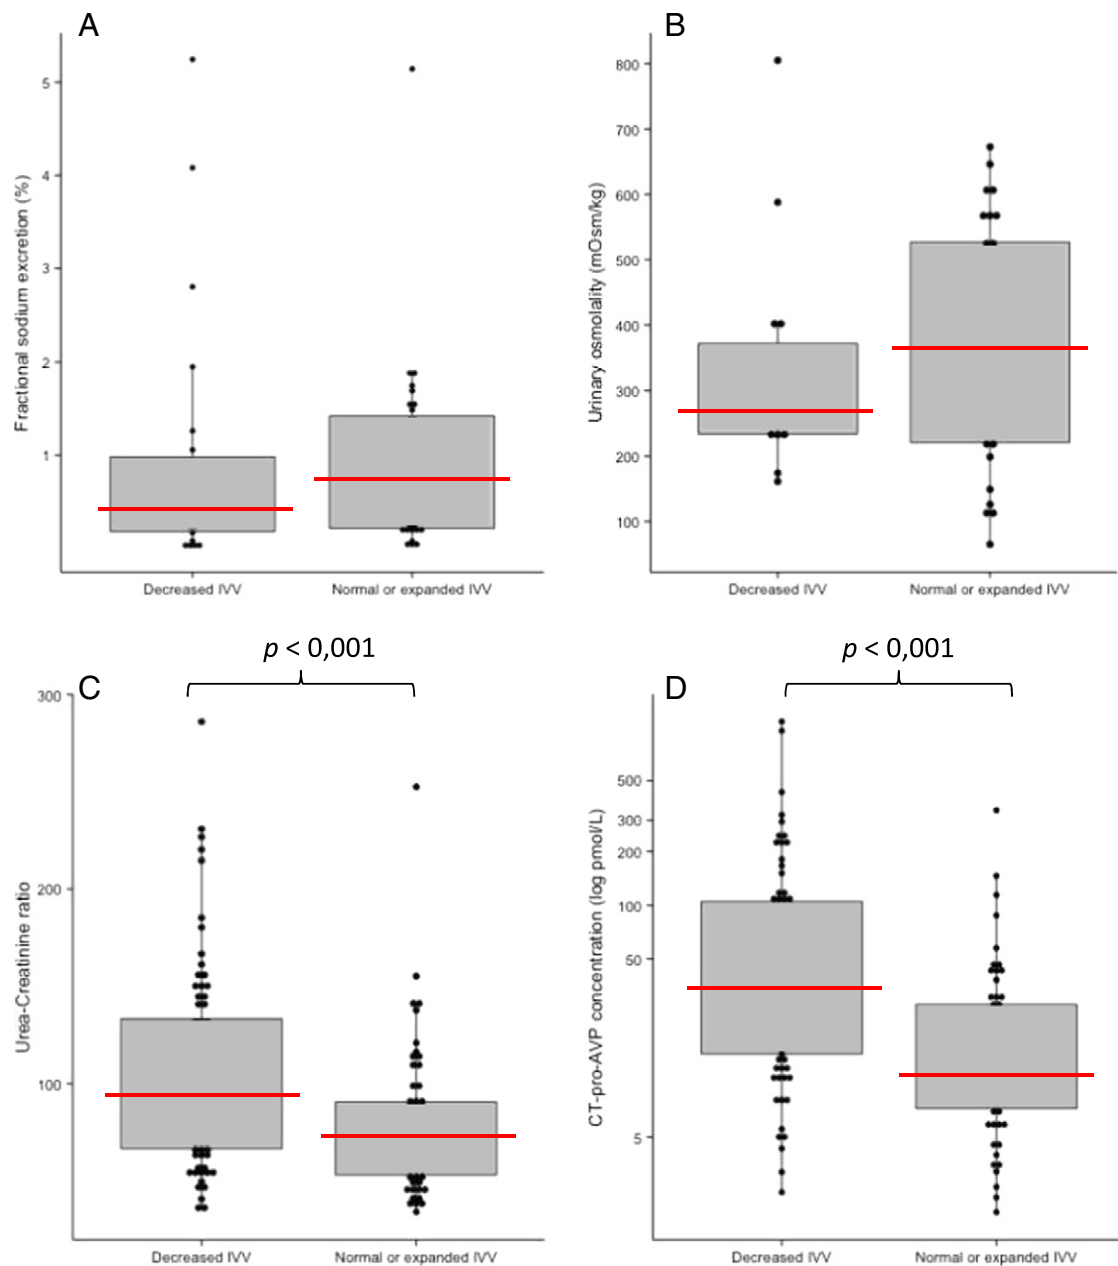 A
Fractional sodium excretion (%)
5
4
3
2
1
Decreased IVV
Normal or expanded IVV
B
Urinary osmolality (mOsm/kg)
800
700
600
500
400
300
200
100
Decreased IVV
Normal or expanded IVV
p < 0,001
C
Urea-Creatinine ratio
300
200
100
Decreased IVV
Normal or expanded IVV
p < 0,001
D
CT-pro-AVP concentration (log pmol/L)
500
300
200
100
50
5
Decreased IVV
Normal or expanded IVV